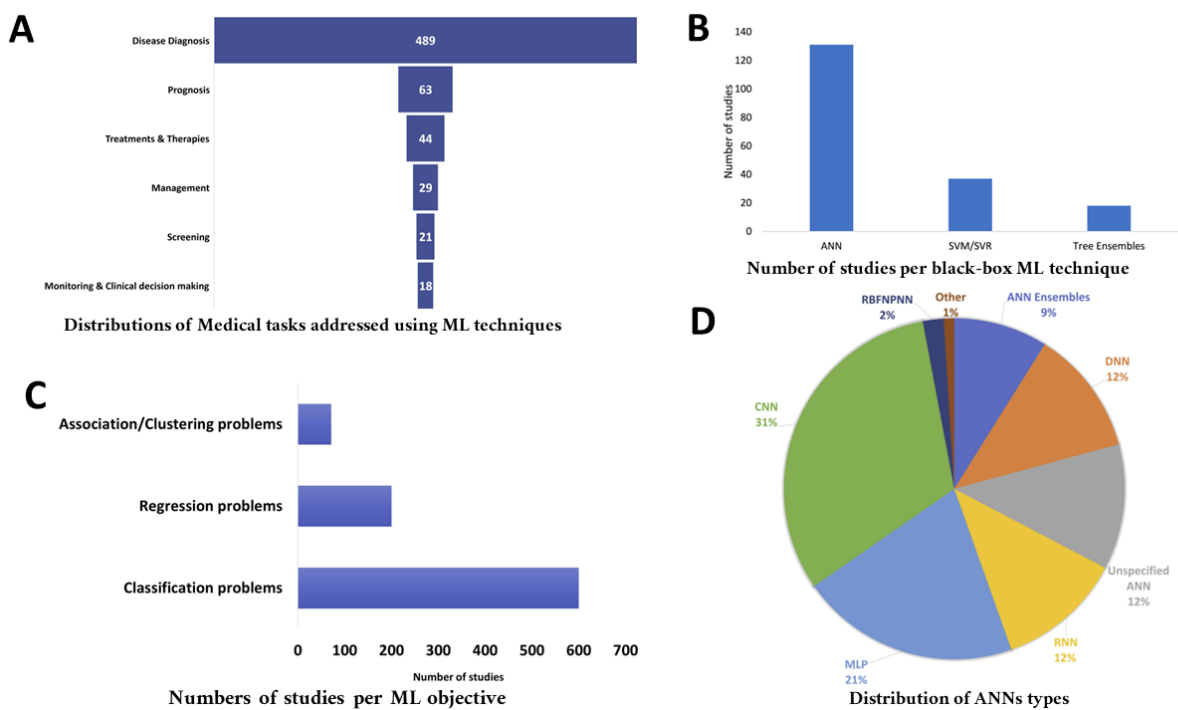 A
Disease Diagnosis
489
Prognosis
63
Treatments & Therapies
44
Management
29
Screening
21
Monitoring & Clinical decision making
18
Distributions of Medical tasks addressed using ML techniques
B
Number of studies
140
120
100
80
60
40
20
0
ANN
SVM/SVR
Tree Ensembles
Number of studies per black-box ML technique
C
Association/Clustering problems
Regression problems
Classification problems
0 100 200 300 400 500 600 700
Number of studies
Numbers of studies per ML objective
D
RBFNPNN
2%
Other
1%
ANN Ensembles
9%
DNN
12%
Unspecified
ANN
12%
RNN
12%
MLP
21%
CNN
31%
Distribution of ANNs types